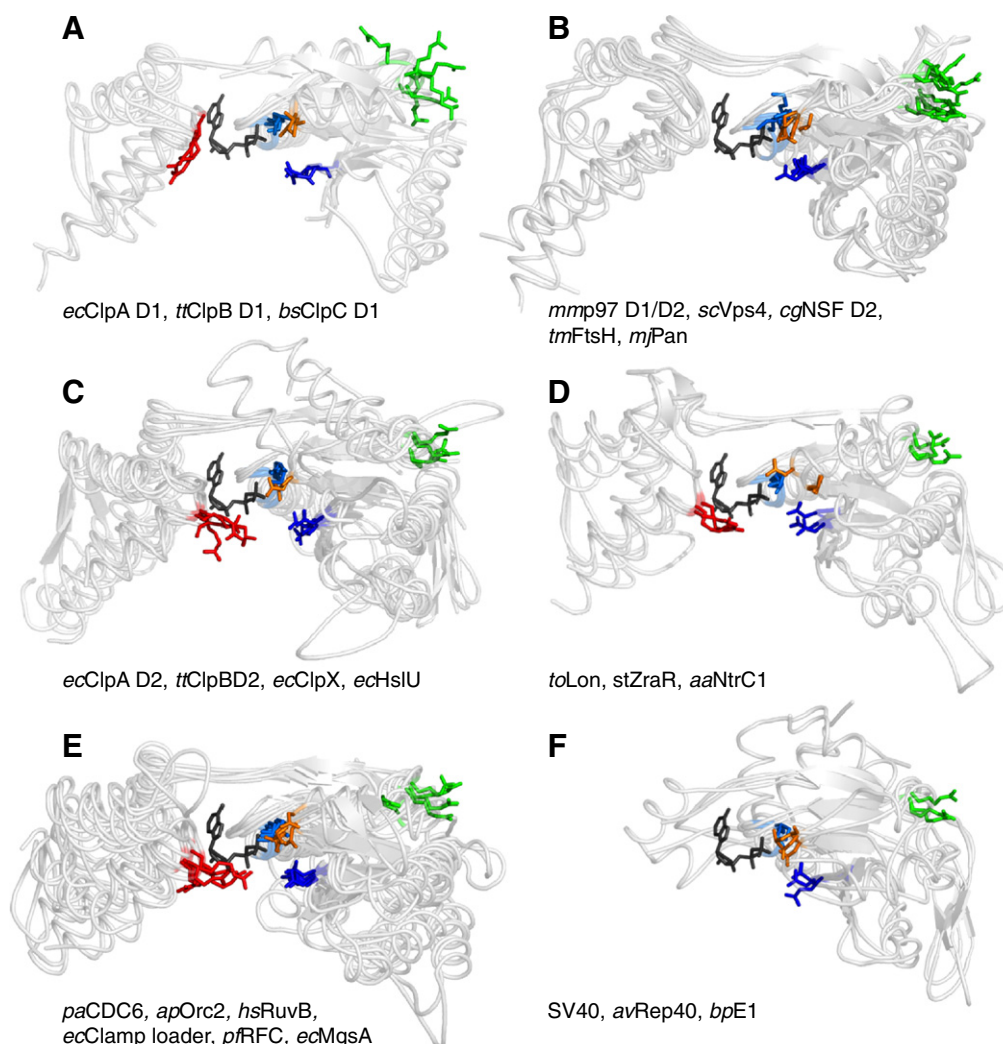 A
B
ecClpA D1, ttClpB D1, bsClpC D1
mmp97 D1/D2, scVps4, cgNSF D2,
tmFtsH, mjPan
C
D
ecClpA D2, ttClpBD2, ecClpX, ecHslU
toLon, stZraR, aaNtrC1
E
F
paCDC6, apOrc2, hsRuvB,
ecClamp loader, pfRFC, ecMgsA
SV40, avRep40, bpE1